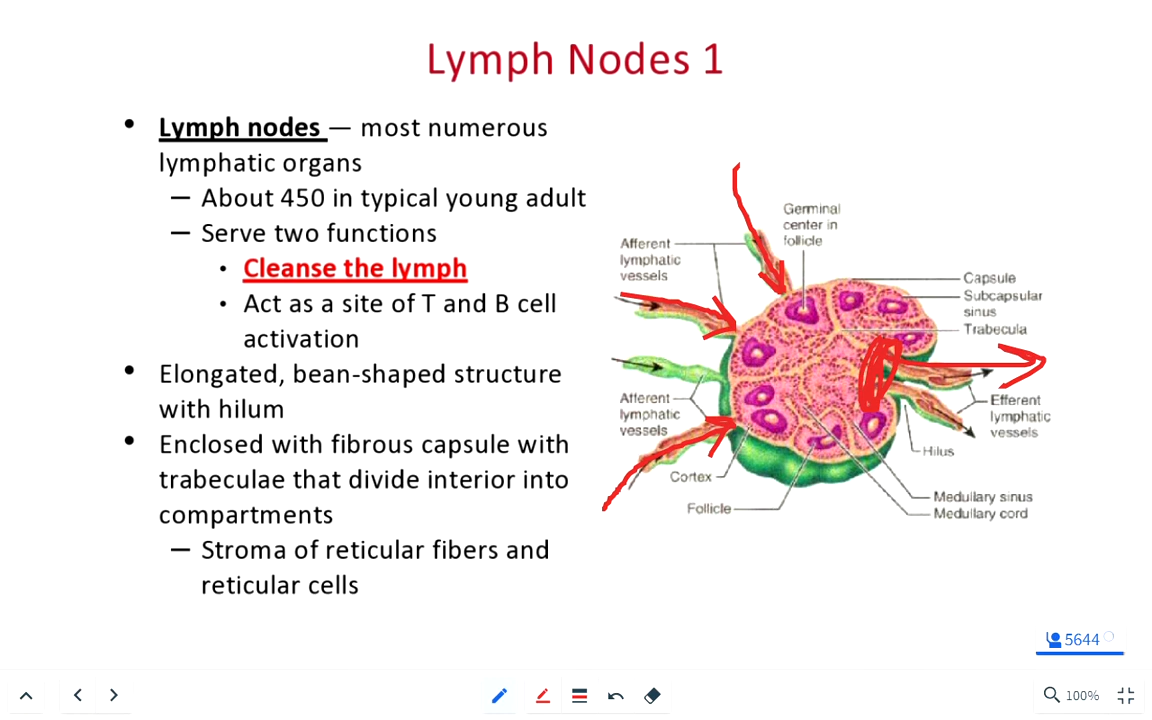 Lymph Nodes 1
• Lymph nodes — most numerous
lymphatic organs
— About 450 in typical young adult
— Serve two functions
• Cleanse the lymph
• Act as a site of T and B cell
activation
• Elongated, bean-shaped structure
with hilum
• Enclosed with fibrous capsule with
trabeculae that divide interior into
compartments
— Stroma of reticular fibers and
reticular cells
Germinal
center in
follicle
Afferent
lymphatic
vessels
Capsule
Subcapsular
sinus
Trabecula
Afferent
lymphatic
vessels
Efferent
lymphatic
vessels
Hilus
Cortex
Follicle
Medullary sinus
Medullary cord
5644
100%